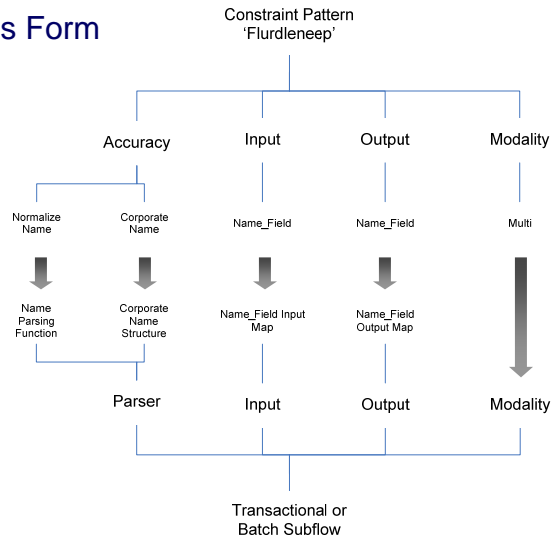 s Form
Constraint Pattern
‘Flurdleneep’
Accuracy
Input
Output
Modality
Normalize
Name
Corporate
Name
Name_Field
Name_Field
Multi
Name
Parsing
Function
Corporate
Name
Structure
Name_Field Input
Map
Name_Field
Output Map
Parser
Input
Output
Modality
Transactional or
Batch Subflow